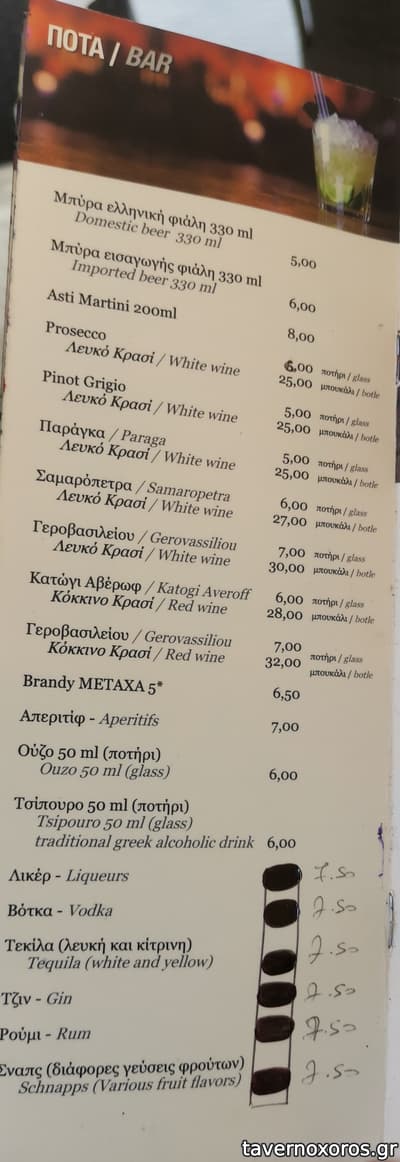 ΠΟΤΑ / BAR
Μπύρα ελληνική φιάλη 330 ml
Domestic beer 330 ml 5,00
Μπύρα εισαγωγής φιάλη 330 ml
Imported beer 330 ml 6,00
Asti Martini 200ml 8,00
Prosecco 6,00 ποτήρι / glass
Λευκό Κρασί / White wine 25,00 μπουκάλι / botle
Pinot Grigio 5,00 ποτήρι / glass
Λευκό Κρασί / White wine 25,00 μπουκάλι / botle
Παράγκα / Paraga 5,00 ποτήρι / glass
Λευκό Κρασί / White wine 25,00 μπουκάλι / botle
Σαμαρόπετρα / Samaropetra 6,00 ποτήρι / glass
Λευκό Κρασί / White wine 27,00 μπουκάλι / botle
Γεροβασιλείου / Gerovassiliou 7,00 ποτήρι / glass
Λευκό Κρασί / White wine 30,00 μπουκάλι / botle
Κατώγι Αβέρωφ / Katogi Averoff 6,00 ποτήρι / glass
Κόκκινο Κρασί / Red wine 28,00 μπουκάλι / botle
Γεροβασιλείου / Gerovassiliou 7,00 ποτήρι / glass
Κόκκινο Κρασί / Red wine 32,00 μπουκάλι / botle
Brandy METAXA 5* 6,50
Απεριτίφ - Aperitifs 7,00
Ούζο 50 ml (ποτήρι)
Ouzo 50 ml (glass) 6,00
Τσίπουρο 50 ml (ποτήρι)
Tsipouro 50 ml (glass)
traditional greek alcoholic drink 6,00
Λικέρ - Liqueurs 7.50
Βότκα - Vodka 7.50
Τεκίλα (λευκή και κίτρινη) 7.50
Tequila (white and yellow)
Τζιν - Gin 7.50
Ρούμι - Rum 7.50
Σναπς (διάφορες γεύσεις φρούτων) 7.50
Schnapps (Various fruit flavors)
tavernoxoros.gr